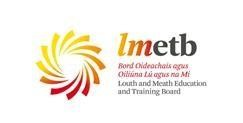 lmetb
Bord Oideachais agus
Oiliúna Lú agus na Mí
Louth and Meath Education
and Training Board